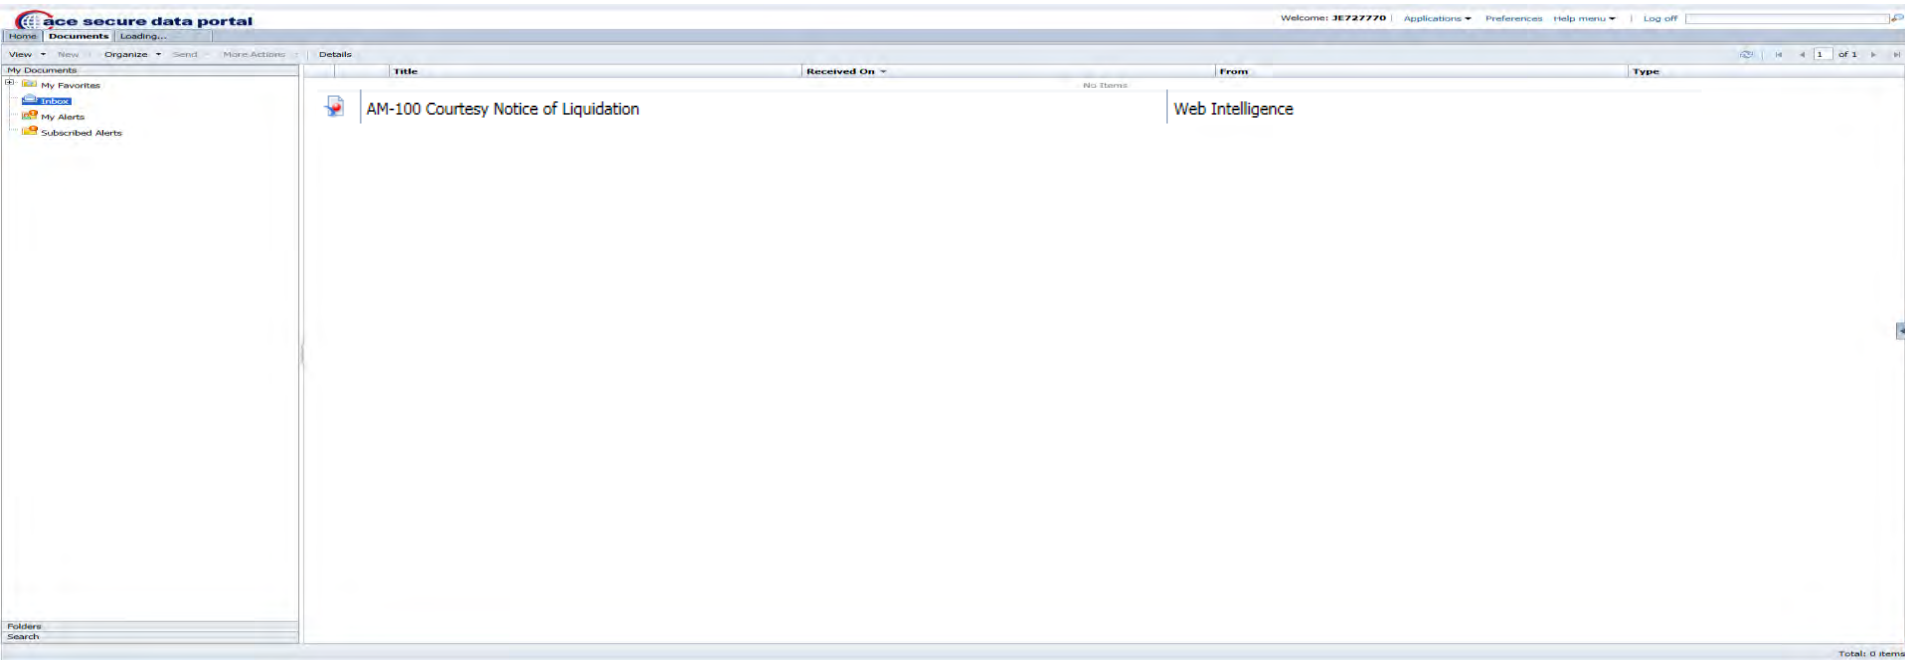 ace secure data portal
Welcome: JE727770 | Applications Preferences Help menu | Log off
Home Documents Loading...
View New Organize Send More Actions Details 1 of 1
My Documents
Title Received On From Type
My Favorites
No Items
Inbox
AM-100 Courtesy Notice of Liquidation Web Intelligence
My Alerts
Subscribed Alerts
Folders
Search
Total: 0 items